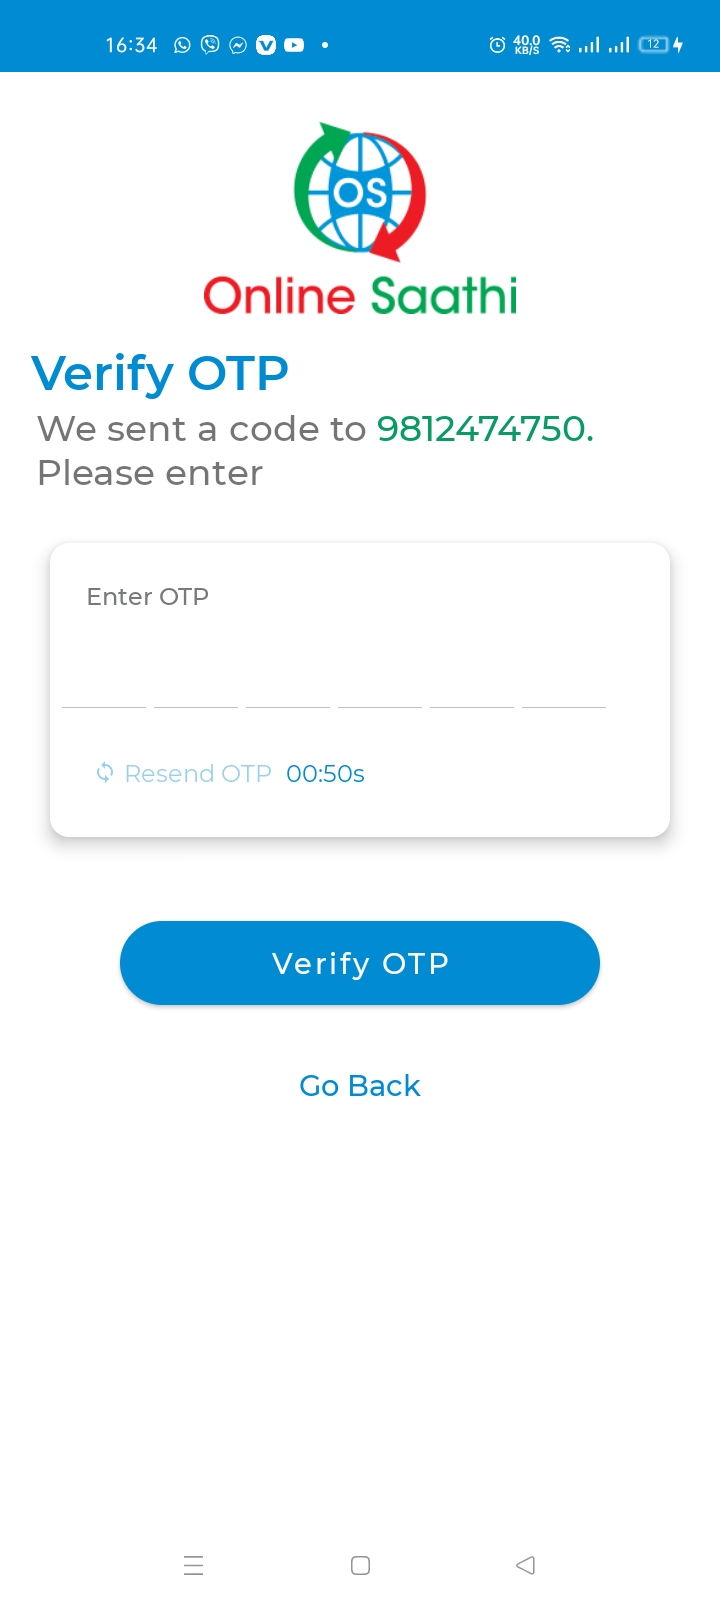 16:34 40.0 KB/S 12
OS
Online Saathi
Verify OTP
We sent a code to 9812474750.
Please enter
Enter OTP
Resend OTP 00:50s
Verify OTP
Go Back